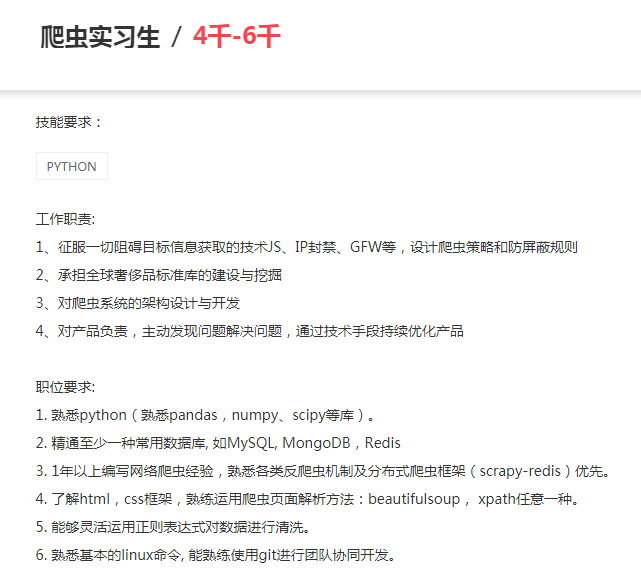 爬虫实习生 / 4千-6千
技能要求：
PYTHON
工作职责:
1、征服一切阻碍目标信息获取的技术JS、IP封禁、GFW等，设计爬虫策略和防屏蔽规则
2、承担全球奢侈品标准库的建设与挖掘
3、对爬虫系统的架构设计与开发
4、对产品负责，主动发现问题解决问题，通过技术手段持续优化产品
职位要求:
1. 熟悉python（熟悉pandas，numpy、scipy等库）。
2. 精通至少一种常用数据库, 如MySQL, MongoDB，Redis
3. 1年以上编写网络爬虫经验，熟悉各类反爬虫机制及分布式爬虫框架（scrapy-redis）优先。
4. 了解html，css框架，熟练运用爬虫页面解析方法：beautifulsoup， xpath任意一种。
5. 能够灵活运用正则表达式对数据进行清洗。
6. 熟悉基本的linux命令, 能熟练使用git进行团队协同开发。